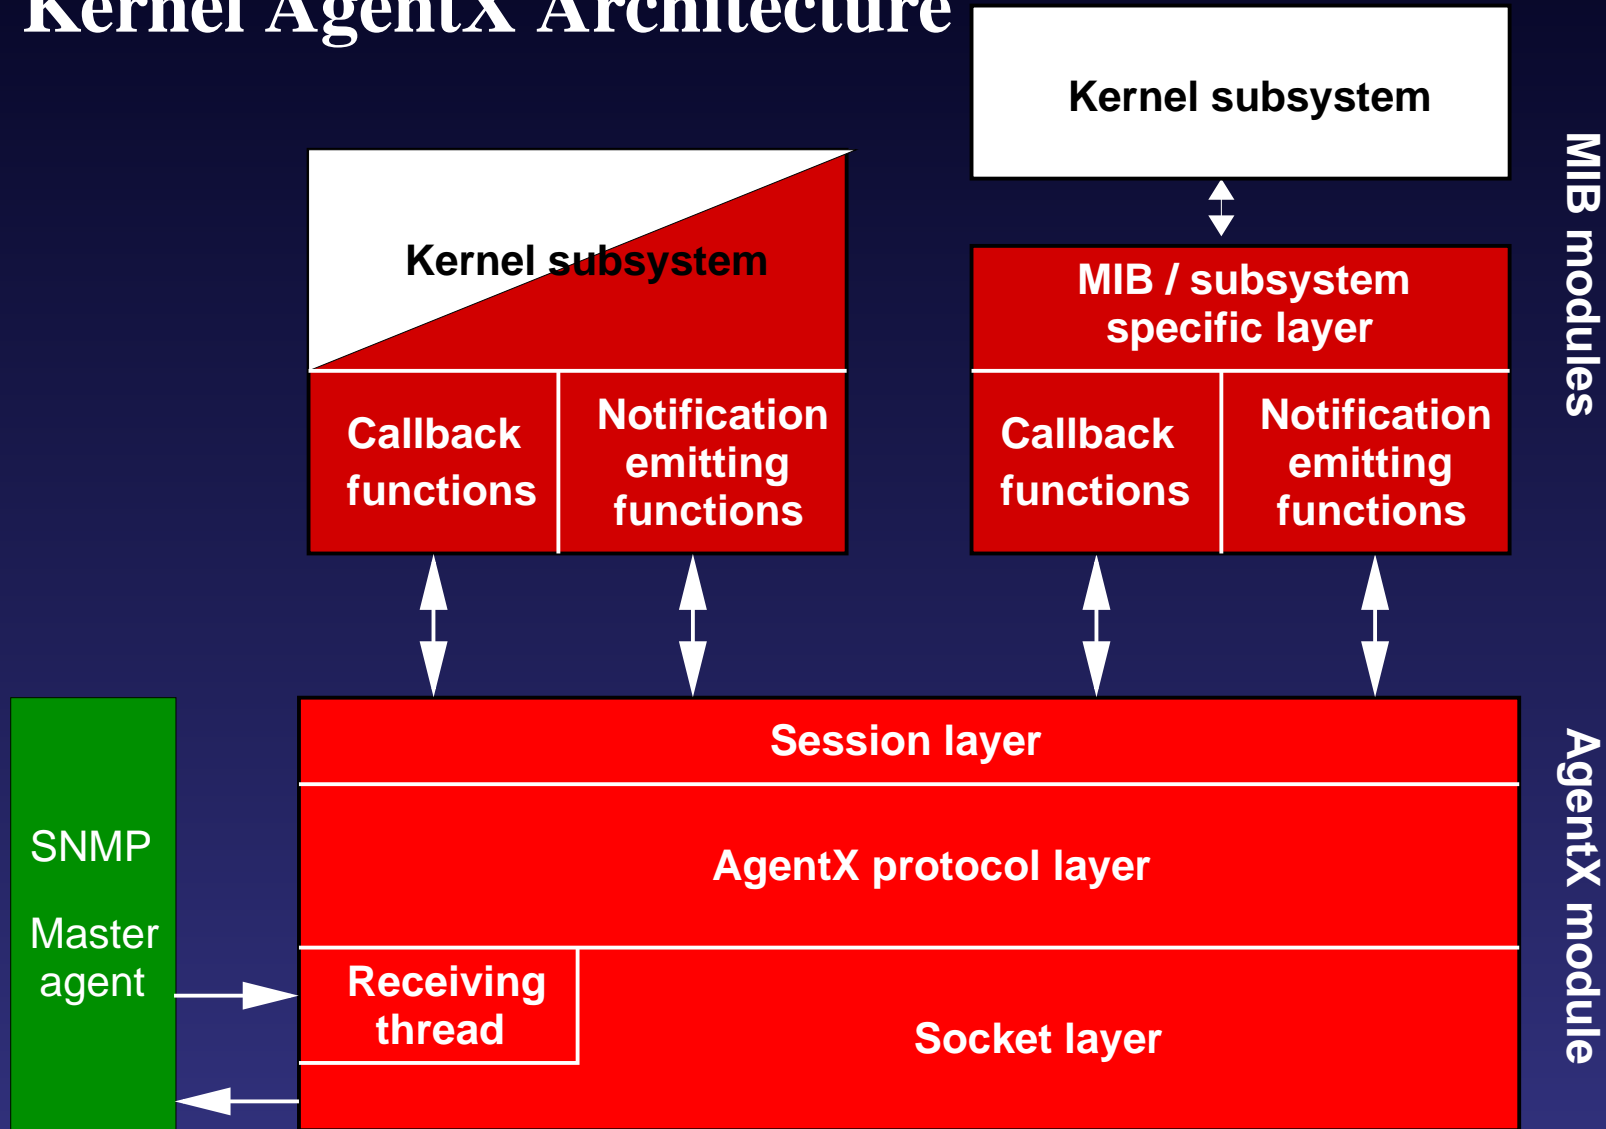 Kernel AgentX Architecture
Kernel subsystem
Kernel subsystem
MIB / subsystem
specific layer
Callback
functions
Notification
emitting
functions
Callback
functions
Notification
emitting
functions
MIB modules
Session layer
AgentX protocol layer
Receiving
thread
Socket layer
SNMP
Master
agent
AgentX module